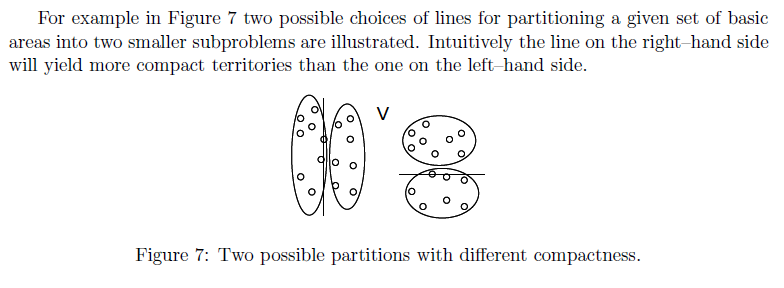 For example in Figure 7 two possible choices of lines for partitioning a given set of basic
areas into two smaller subproblems are illustrated. Intuitively the line on the right–hand side
will yield more compact territories than the one on the left–hand side.
V
Figure 7: Two possible partitions with different compactness.